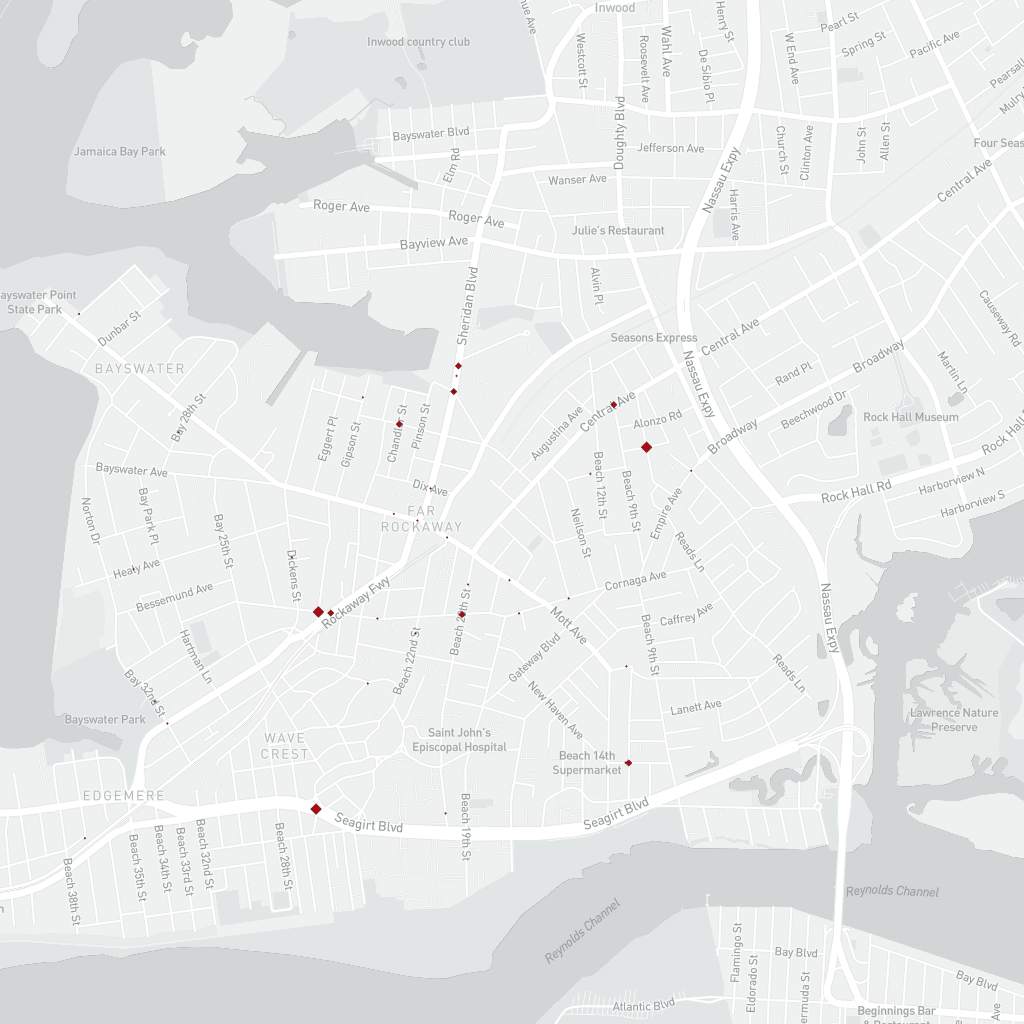 Inwood
Henry St
Pearl St
Spring St
Pacific Ave
Inwood country club
Westcott St
Roosevelt Ave
Wahl Ave
De Sibio Pl
W End Ave
Bayswater Blvd
Doughty Blvd
Jefferson Ave
Church St
Clinton Ave
John St
Allen St
Jamaica Bay Park
Elm Rd
Wanser Ave
Nassau Expy
Central Ave
Roger Ave
Roger Ave
Harris Ave
Bayview Ave
Julie's Restaurant
Alvin Pl
Sheridan Blvd
State Park
Dunbar St
Seasons Express
Central Ave
Causeway Rd
BAYSWATER
Nassau Expy
Broadway
Rand Pl
Martin Ln
Bay 28th St
Eggert Pl
Gipson St
Chandler St
Pinson St
Augustina Ave
Central Ave
Alonzo Rd
Broadway
Beechwood Dr
Rock Hall Museum
Bayswater Ave
Dix Ave
Beach 12th St
Beach 9th St
Empire Ave
Rock Hall Rd
Harborview N
Harborview S
FAR
ROCKAWAY
Norton Dr
Bay Park Pl
Bay 25th St
Neilson St
Reads Ln
Healy Ave
Bessemund Ave
Dickens St
Rockaway Fwy
Cornaga Ave
Nassau Expy
Beach 20th St
Mott Ave
Caffrey Ave
Hartman Ln
Beach 22nd St
Gateway Blvd
Beach 9th St
Reads Ln
Bay 32nd St
New Haven Ave
Lanett Ave
Bayswater Park
WAVE
CREST
Saint John's
Episcopal Hospital
Lawrence Nature
Preserve
Beach 14th
Supermarket
EDGEMERE
Seagirt Blvd
Seagirt Blvd
Beach 19th St
Beach 38th St
Beach 35th St
Beach 34th St
Beach 33rd St
Beach 32nd St
Beach 28th St
Reynolds Channel
Reynolds Channel
Flamingo St
Eldorado St
Bay Blvd
Bay Blvd
Atlantic Blvd
Beginnings Bar